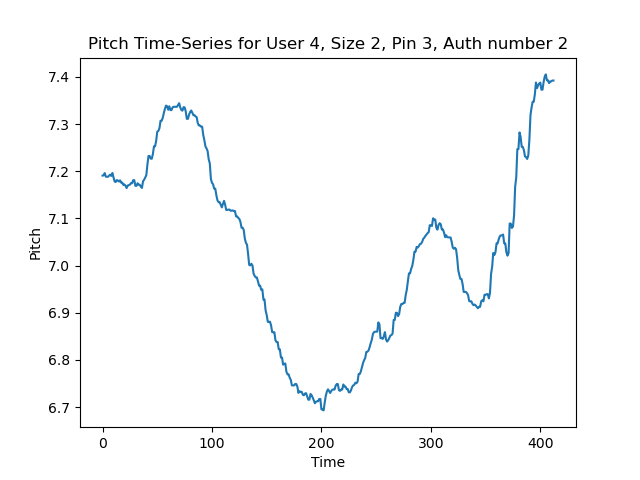 Pitch Time-Series for User 4, Size 2, Pin 3, Auth number 2
7.4
7.3
7.2
7.1
7.0
6.9
6.8
6.7
Pitch
0 100 200 300 400
Time